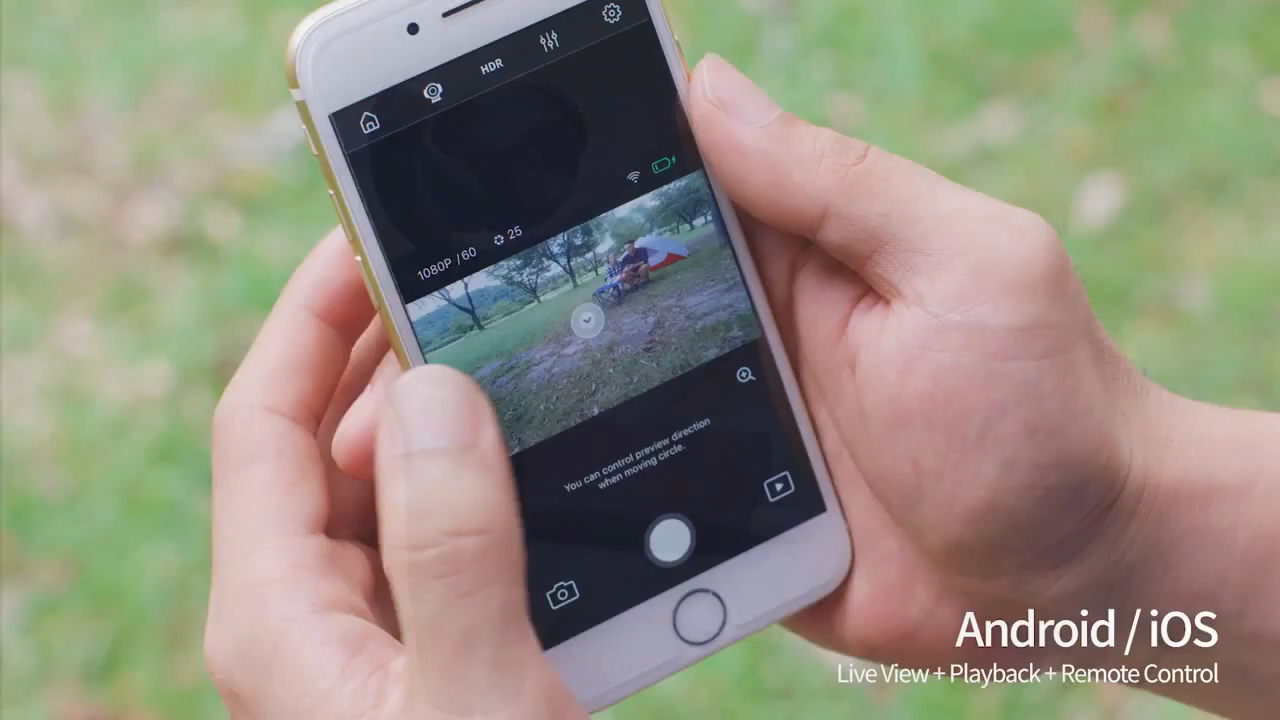 HDR
1080P / 60 25
You can control preview direction
when moving circle.
Android / iOS
Live View + Playback + Remote Control